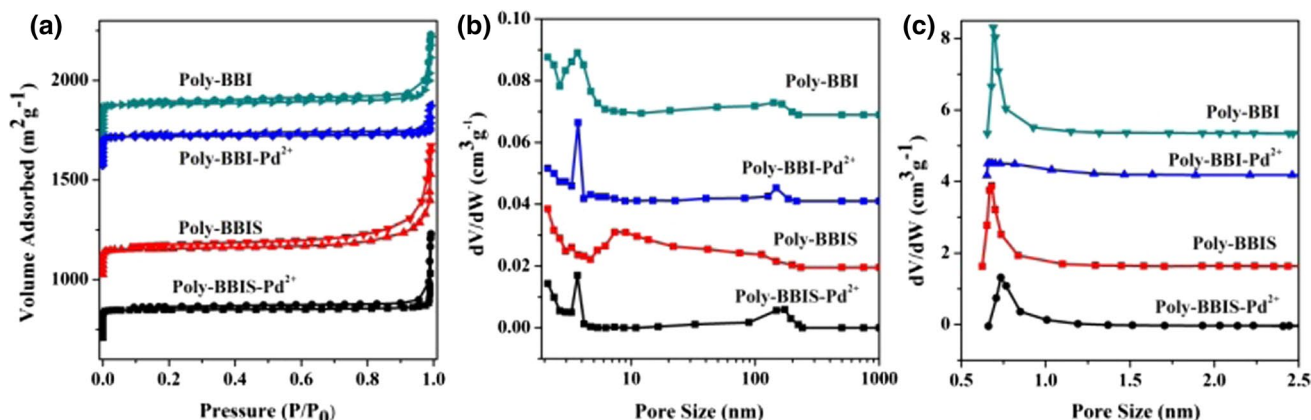 (a)
Volume Adsorbed (m²g⁻¹)
2000
1500
1000
Poly-BBI
Poly-BBI-Pd²⁺
Poly-BBIS
Poly-BBIS-Pd²⁺
0.0 0.2 0.4 0.6 0.8 1.0
Pressure (P/P₀)
(b)
dV/dW (cm³g⁻¹)
0.10
0.08
0.06
0.04
0.02
0.00
Poly-BBI
Poly-BBI-Pd²⁺
Poly-BBIS
Poly-BBIS-Pd²⁺
10 100 1000
Pore Size (nm)
(c)
dV/dW (cm³g⁻¹)
8
6
4
2
0
Poly-BBI
Poly-BBI-Pd²⁺
Poly-BBIS
Poly-BBIS-Pd²⁺
0.5 1.0 1.5 2.0 2.5
Pore Size (nm)